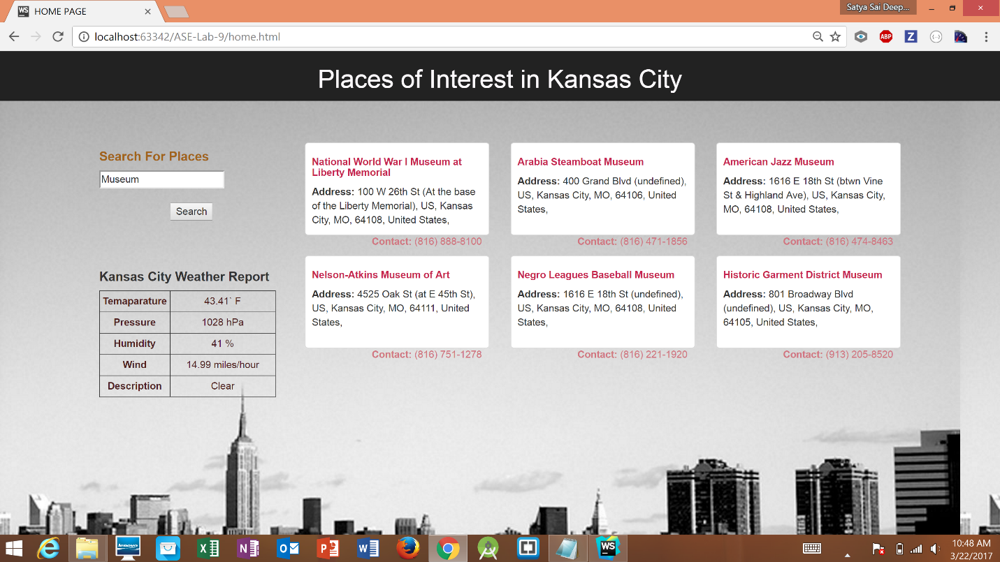 HOME PAGE
Satya Sai Deep...
localhost:63342/ASE-Lab-9/home.html
ABP
Z
Places of Interest in Kansas City
Search For Places
Museum
Search
Kansas City Weather Report
Temaparature 43.41` F
Pressure 1028 hPa
Humidity 41 %
Wind 14.99 miles/hour
Description Clear
National World War I Museum at
Liberty Memorial
Address: 100 W 26th St (At the base
of the Liberty Memorial), US, Kansas
City, MO, 64108, United States,
Contact: (816) 888-8100
Arabia Steamboat Museum
Address: 400 Grand Blvd (undefined),
US, Kansas City, MO, 64106, United
States,
Contact: (816) 471-1856
American Jazz Museum
Address: 1616 E 18th St (btwn Vine
St & Highland Ave), US, Kansas City,
MO, 64108, United States,
Contact: (816) 474-8463
Nelson-Atkins Museum of Art
Address: 4525 Oak St (at E 45th St),
US, Kansas City, MO, 64111, United
States,
Contact: (816) 751-1278
Negro Leagues Baseball Museum
Address: 1616 E 18th St (undefined),
US, Kansas City, MO, 64108, United
States,
Contact: (816) 221-1920
Historic Garment District Museum
Address: 801 Broadway Blvd
(undefined), US, Kansas City, MO,
64105, United States,
Contact: (913) 205-8520
lenovo
WS
10:48 AM
3/22/2017